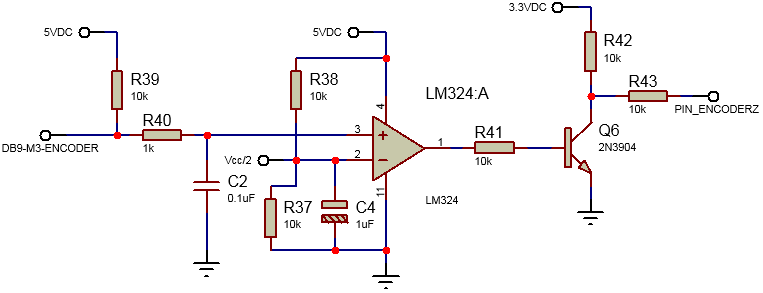 5VDC
5VDC
3.3VDC
R39
10k
R38
10k
R42
10k
R43
10k
PIN_ENCODERZ
LM324:A
4
R40
1k
DB9-M3-ENCODER
3
2
1
11
R41
10k
Q6
2N3904
Vcc/2
C2
0.1uF
R37
10k
C4
1uF
LM324